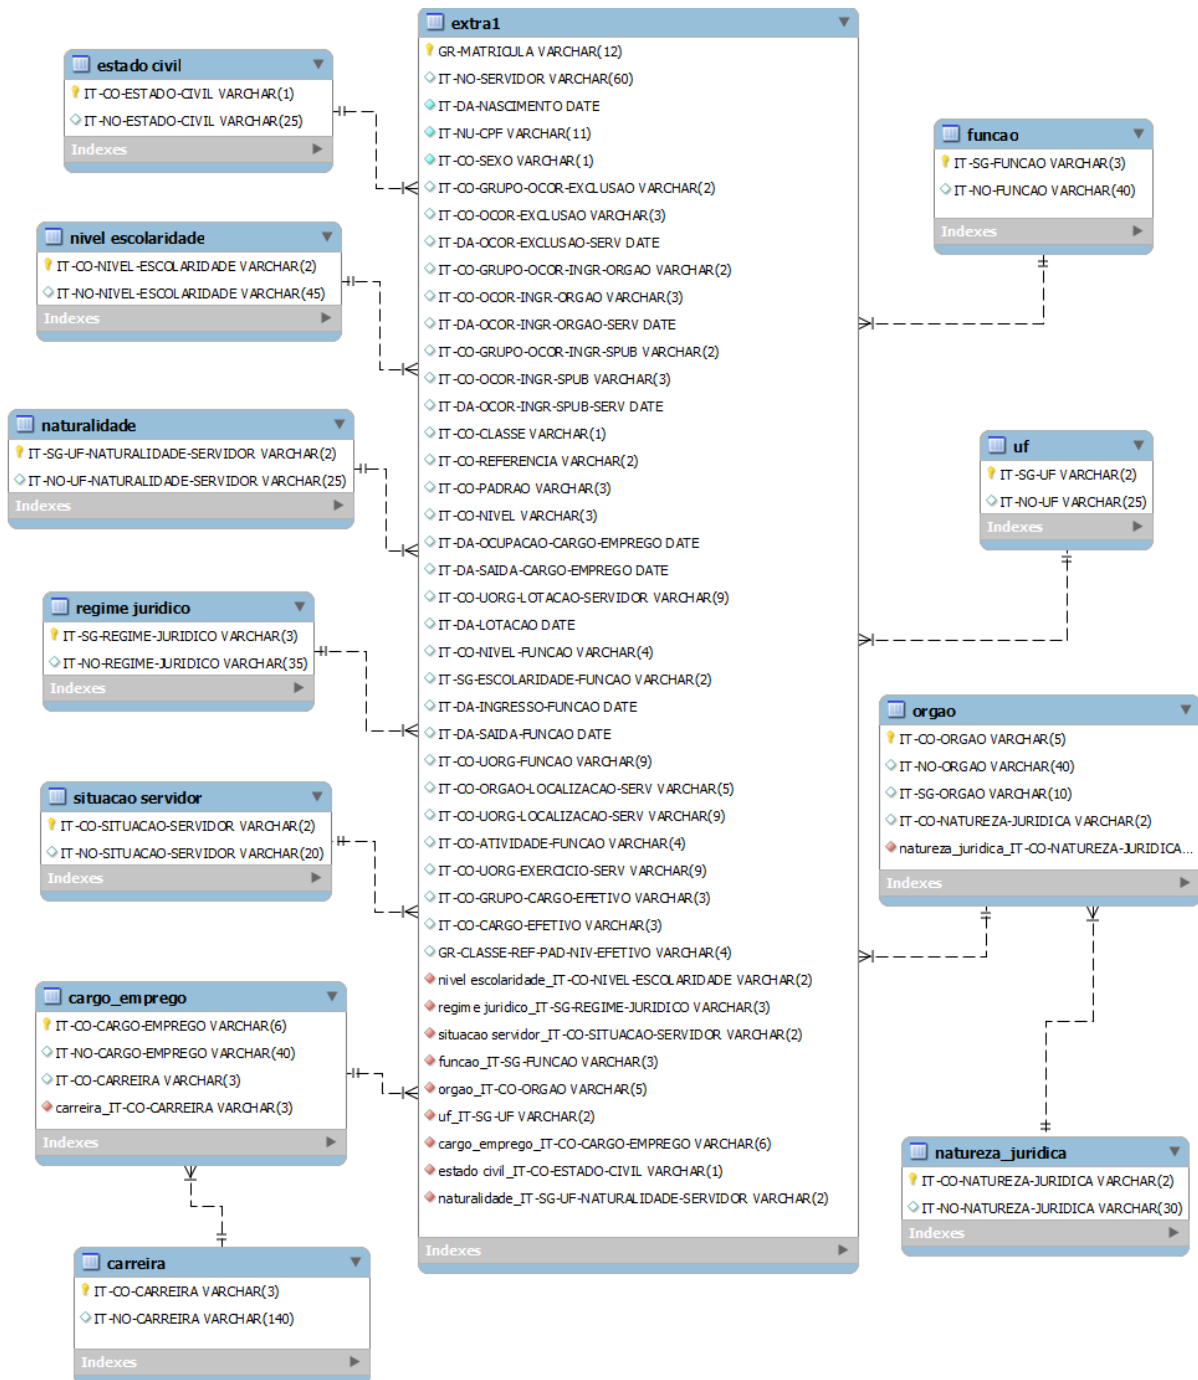 extra1
GR-MATRICULA VARCHAR(12)
IT-NO-SERVIDOR VARCHAR(60)
IT-DA-NASCIMENTO DATE
IT-NU-CPF VARCHAR(11)
IT-CO-SEXO VARCHAR(1)
IT-CO-GRUPO-OCOR-EXCLUSAO VARCHAR(2)
IT-CO-OCOR-EXCLUSAO VARCHAR(3)
IT-DA-OCOR-EXCLUSAO-SERV DATE
IT-CO-GRUPO-OCOR-INGR-ORGAO VARCHAR(2)
IT-CO-OCOR-INGR-ORGAO VARCHAR(3)
IT-DA-OCOR-INGR-ORGAO-SERV DATE
IT-CO-GRUPO-OCOR-INGR-SPUB VARCHAR(2)
IT-CO-OCOR-INGR-SPUB VARCHAR(3)
IT-DA-OCOR-INGR-SPUB-SERV DATE
IT-CO-CLASSE VARCHAR(1)
IT-CO-REFERENCIA VARCHAR(2)
IT-CO-PADRAO VARCHAR(3)
IT-CO-NIVEL VARCHAR(3)
IT-DA-OCUPACAO-CARGO-EMPREGO DATE
IT-DA-SAIDA-CARGO-EMPREGO DATE
IT-CO-UORG-LOTACAO-SERVIDOR VARCHAR(9)
IT-DA-LOTACAO DATE
IT-CO-NIVEL-FUNCAO VARCHAR(4)
IT-SG-ESCOLARIDADE-FUNCAO VARCHAR(2)
IT-DA-INGRESSO-FUNCAO DATE
IT-DA-SAIDA-FUNCAO DATE
IT-CO-UORG-FUNCAO VARCHAR(9)
IT-CO-ORGAO-LOCALIZACAO-SERV VARCHAR(5)
IT-CO-UORG-LOCALIZACAO-SERV VARCHAR(9)
IT-CO-ATIVIDADE-FUNCAO VARCHAR(4)
IT-CO-UORG-EXERCICIO-SERV VARCHAR(9)
IT-CO-GRUPO-CARGO-EFETIVO VARCHAR(3)
IT-CO-CARGO-EFETIVO VARCHAR(3)
GR-CLASSE-REF-PAD-NIV-EFETIVO VARCHAR(4)
nivel escolaridade_IT-CO-NIVEL-ESCOLARIDADE VARCHAR(2)
regime juridico_IT-SG-REGIME-JURIDICO VARCHAR(3)
situacao servidor_IT-CO-SITUACAO-SERVIDOR VARCHAR(2)
funcao_IT-SG-FUNCAO VARCHAR(3)
orgao_IT-CO-ORGAO VARCHAR(5)
uf_IT-SG-UF VARCHAR(2)
cargo_emprego_IT-CO-CARGO-EMPREGO VARCHAR(6)
estado civil_IT-CO-ESTADO-CIVIL VARCHAR(1)
naturalidade_IT-SG-UF-NATURALIDADE-SERVIDOR VARCHAR(2)
Indexes
estado civil
IT-CO-ESTADO-CIVIL VARCHAR(1)
IT-NO-ESTADO-CIVIL VARCHAR(25)
Indexes
nivel escolaridade
IT-CO-NIVEL-ESCOLARIDADE VARCHAR(2)
IT-NO-NIVEL-ESCOLARIDADE VARCHAR(45)
Indexes
naturalidade
IT-SG-UF-NATURALIDADE-SERVIDOR VARCHAR(2)
IT-NO-UF-NATURALIDADE-SERVIDOR VARCHAR(25)
Indexes
regime juridico
IT-SG-REGIME-JURIDICO VARCHAR(3)
IT-NO-REGIME-JURIDICO VARCHAR(35)
Indexes
situacao servidor
IT-CO-SITUACAO-SERVIDOR VARCHAR(2)
IT-NO-SITUACAO-SERVIDOR VARCHAR(20)
Indexes
cargo_emprego
IT-CO-CARGO-EMPREGO VARCHAR(6)
IT-NO-CARGO-EMPREGO VARCHAR(40)
IT-CO-CARREIRA VARCHAR(3)
carreira_IT-CO-CARREIRA VARCHAR(3)
Indexes
carreira
IT-CO-CARREIRA VARCHAR(3)
IT-NO-CARREIRA VARCHAR(140)
Indexes
funcao
IT-SG-FUNCAO VARCHAR(3)
IT-NO-FUNCAO VARCHAR(40)
Indexes
uf
IT-SG-UF VARCHAR(2)
IT-NO-UF VARCHAR(25)
Indexes
orgao
IT-CO-ORGAO VARCHAR(5)
IT-NO-ORGAO VARCHAR(40)
IT-SG-ORGAO VARCHAR(10)
IT-CO-NATUREZA-JURIDICA VARCHAR(2)
natureza_juridica_IT-CO-NATUREZA-JURIDICA...
Indexes
natureza_juridica
IT-CO-NATUREZA-JURIDICA VARCHAR(2)
IT-NO-NATUREZA-JURIDICA VARCHAR(30)
Indexes